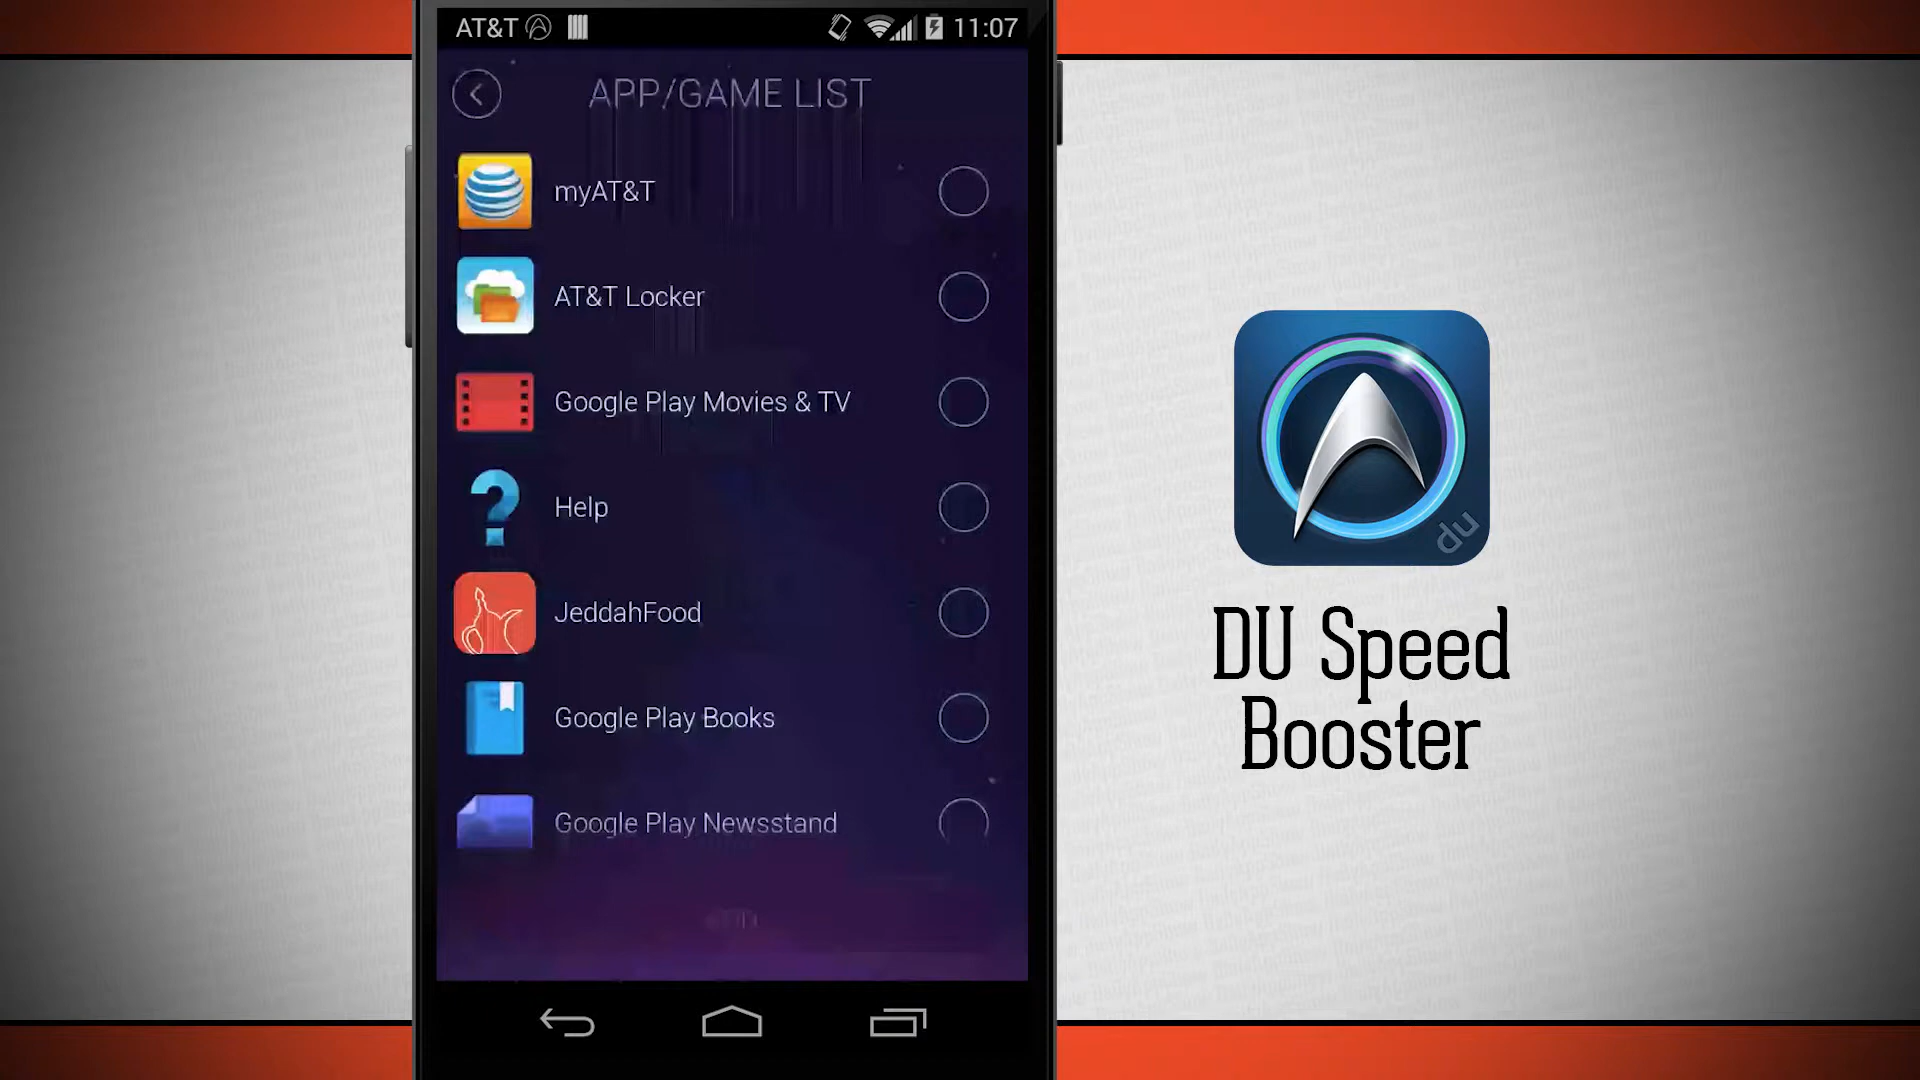 AT&T 11:07
APP/GAME LIST
myAT&T
AT&T Locker
Google Play Movies & TV
Help
JeddahFood
Google Play Books
Google Play Newsstand
du
DU Speed
Booster